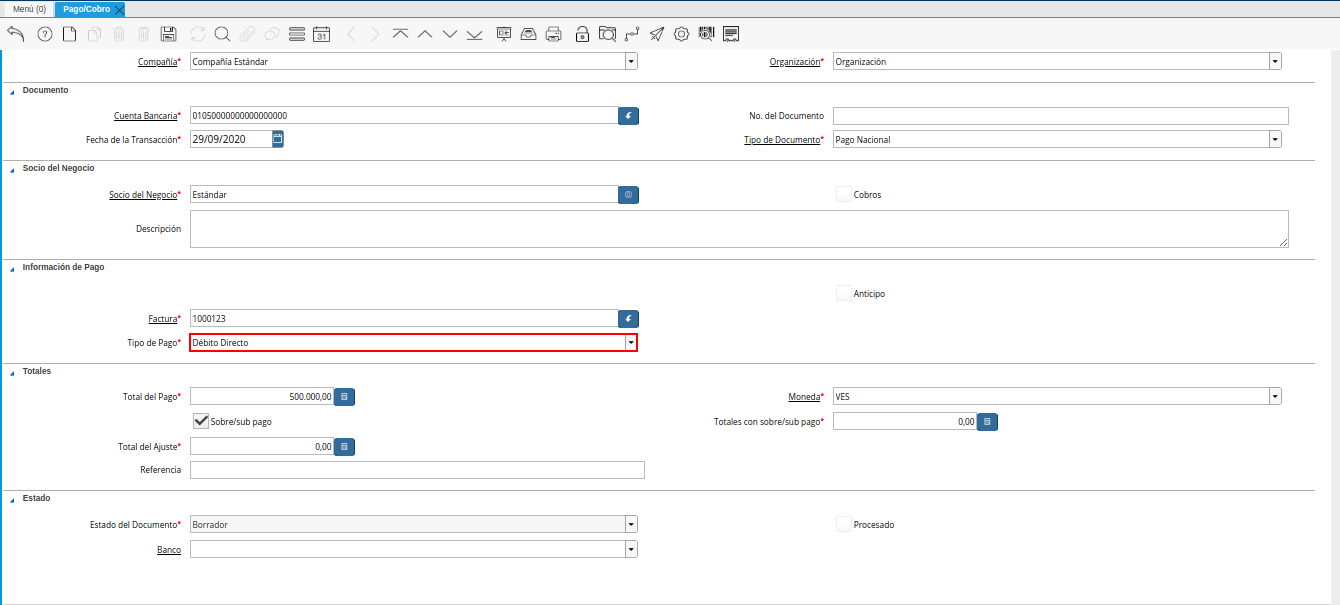 Menú (0) Pago/Cobro
31
Compañía* Compañía Estándar Organización* Organización
Documento
Cuenta Bancaria* 01050000000000000000 No. del Documento
Fecha de la Transacción* 29/09/2020 Tipo de Documento* Pago Nacional
Socio del Negocio
Socio del Negocio* Estándar Cobros
Descripción
Información de Pago
Anticipo
Factura* 1000123
Tipo de Pago* Débito Directo
Totales
Total del Pago* 500.000,00 Moneda* VES
Sobre/sub pago Totales con sobre/sub pago* 0,00
Total del Ajuste* 0,00
Referencia
Estado
Estado del Documento* Borrador Procesado
Banco